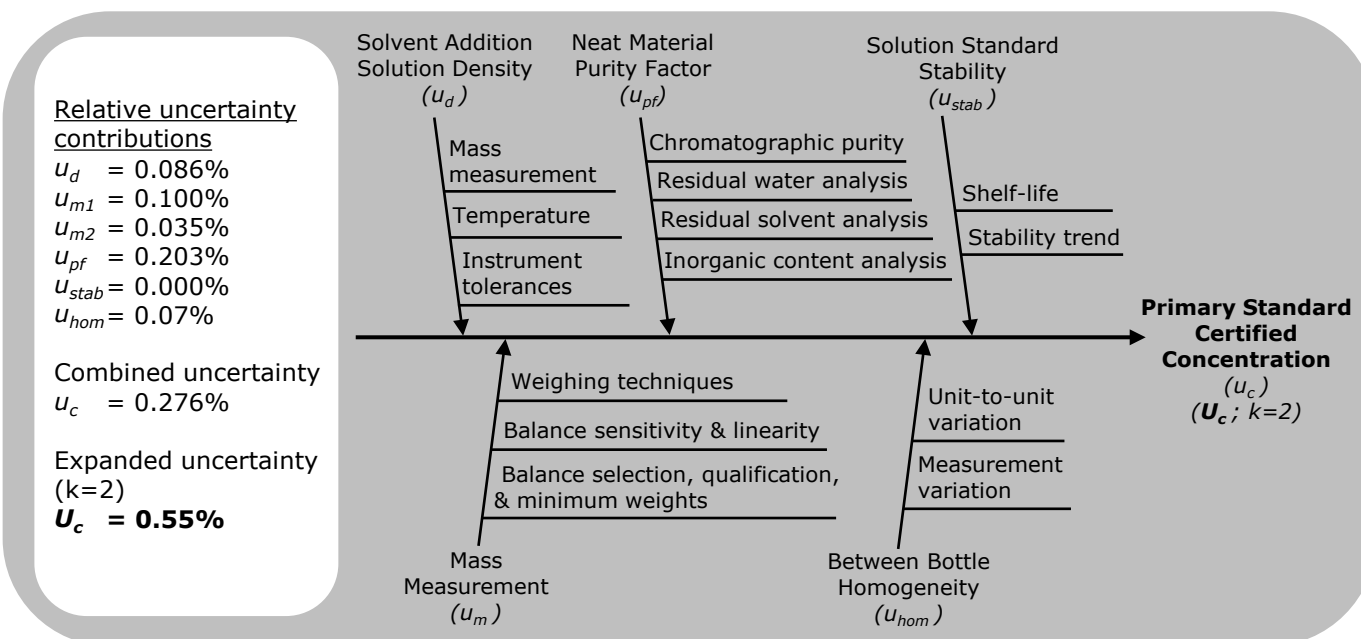 Relative uncertainty
contributions
u_d = 0.086%
u_m1 = 0.100%
u_m2 = 0.035%
u_pf = 0.203%
u_stab = 0.000%
u_hom = 0.07%
Combined uncertainty
u_c = 0.276%
Expanded uncertainty
(k=2)
U_c = 0.55%
Solvent Addition
Solution Density
(u_d)
Mass
measurement
Temperature
Instrument
tolerances
Neat Material
Purity Factor
(u_pf)
Chromatographic purity
Residual water analysis
Residual solvent analysis
Inorganic content analysis
Solution Standard
Stability
(u_stab)
Shelf-life
Stability trend
Primary Standard
Certified
Concentration
(u_c)
(U_c; k=2)
Weighing techniques
Balance sensitivity & linearity
Balance selection, qualification,
& minimum weights
Mass
Measurement
(u_m)
Unit-to-unit
variation
Measurement
variation
Between Bottle
Homogeneity
(u_hom)